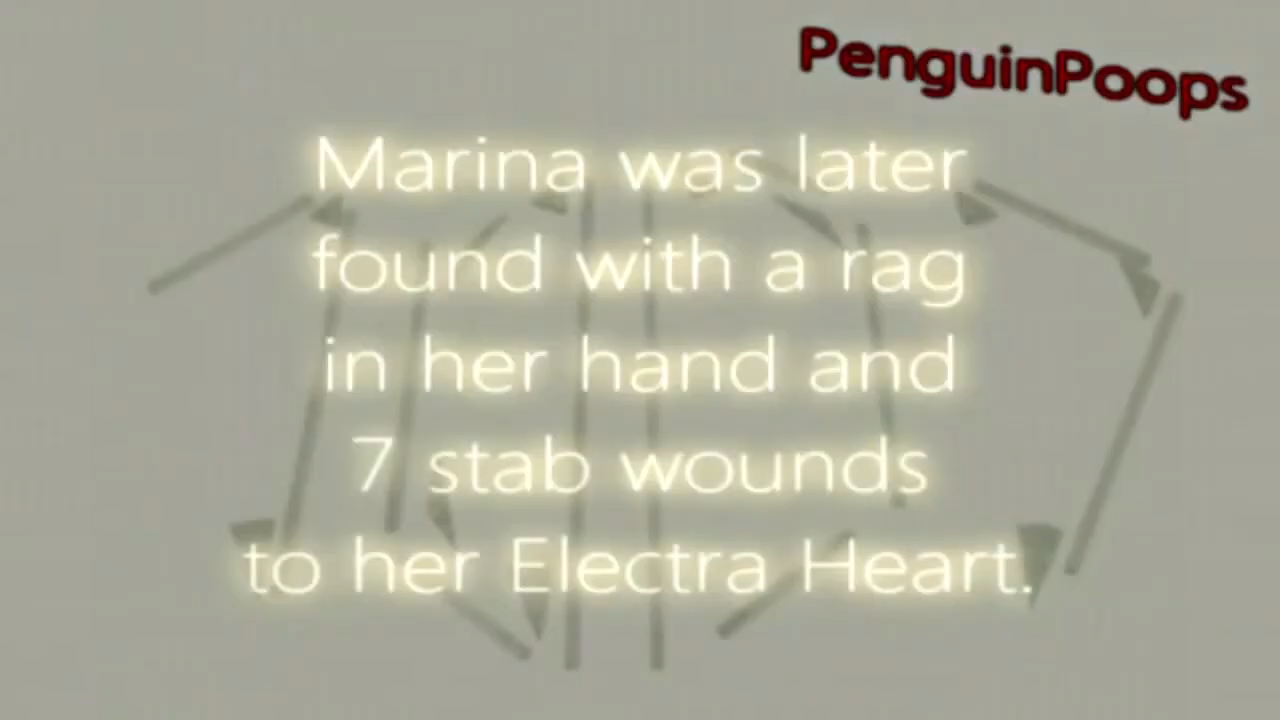 PenguinPoops
Marina was later
found with a rag
in her hand and
7 stab wounds
to her Electra Heart.